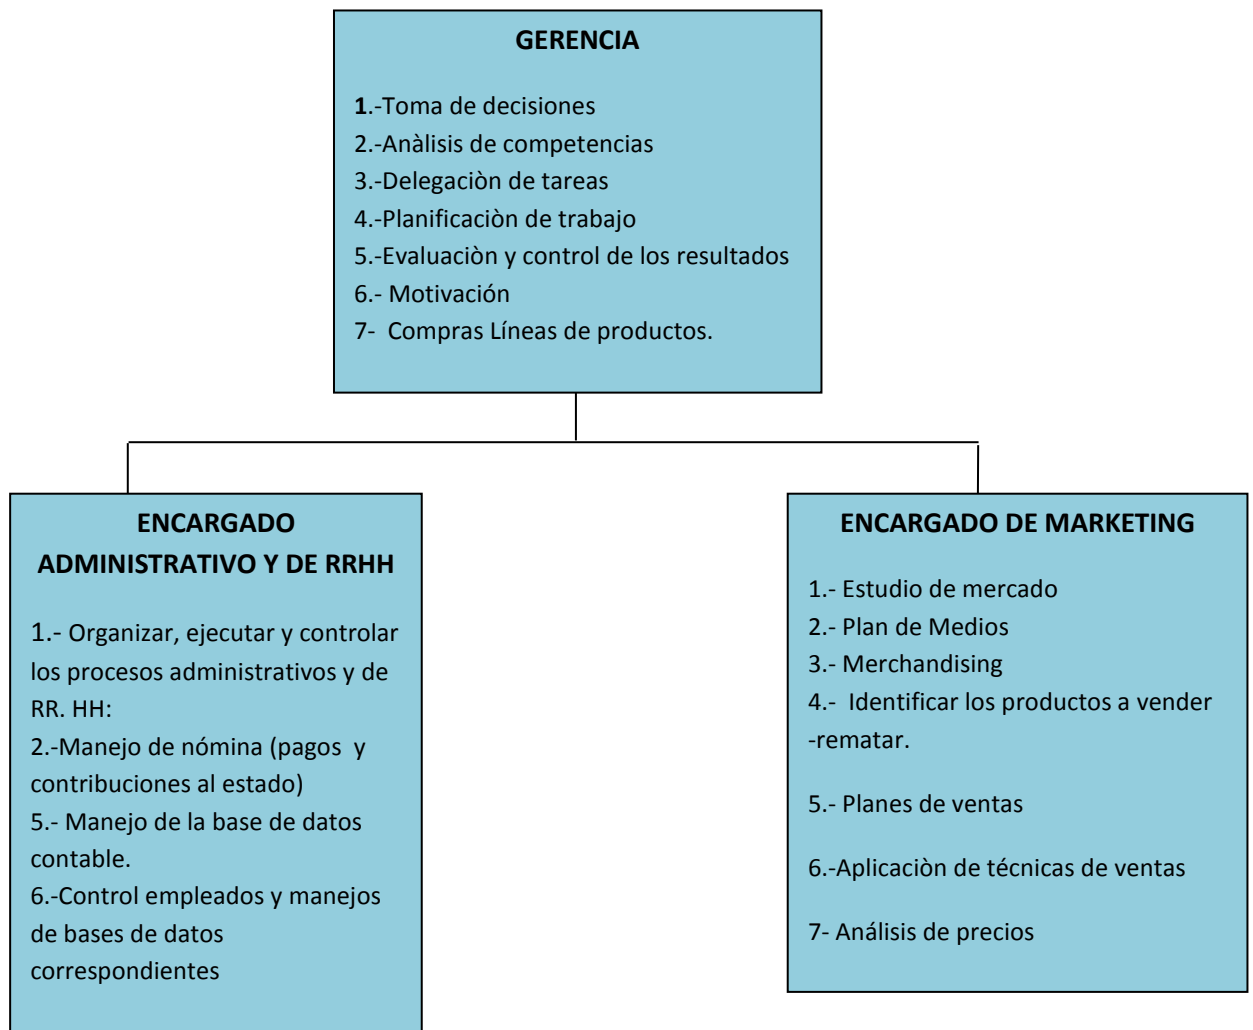 GERENCIA
1.-Toma de decisiones
2.-Anàlisis de competencias
3.-Delegaciòn de tareas
4.-Planificaciòn de trabajo
5.-Evaluaciòn y control de los resultados
6.- Motivación
7-  Compras Líneas de productos.
ENCARGADO
ADMINISTRATIVO Y DE RRHH
1.- Organizar, ejecutar y controlar
los procesos administrativos y de
RR. HH:
2.-Manejo de nómina (pagos  y
contribuciones al estado)
5.- Manejo de la base de datos
contable.
6.-Control empleados y manejos
de bases de datos
correspondientes
ENCARGADO DE MARKETING
1.- Estudio de mercado
2.- Plan de Medios
3.- Merchandising
4.-  Identificar los productos a vender
-rematar.
5.- Planes de ventas
6.-Aplicaciòn de técnicas de ventas
7- Análisis de precios